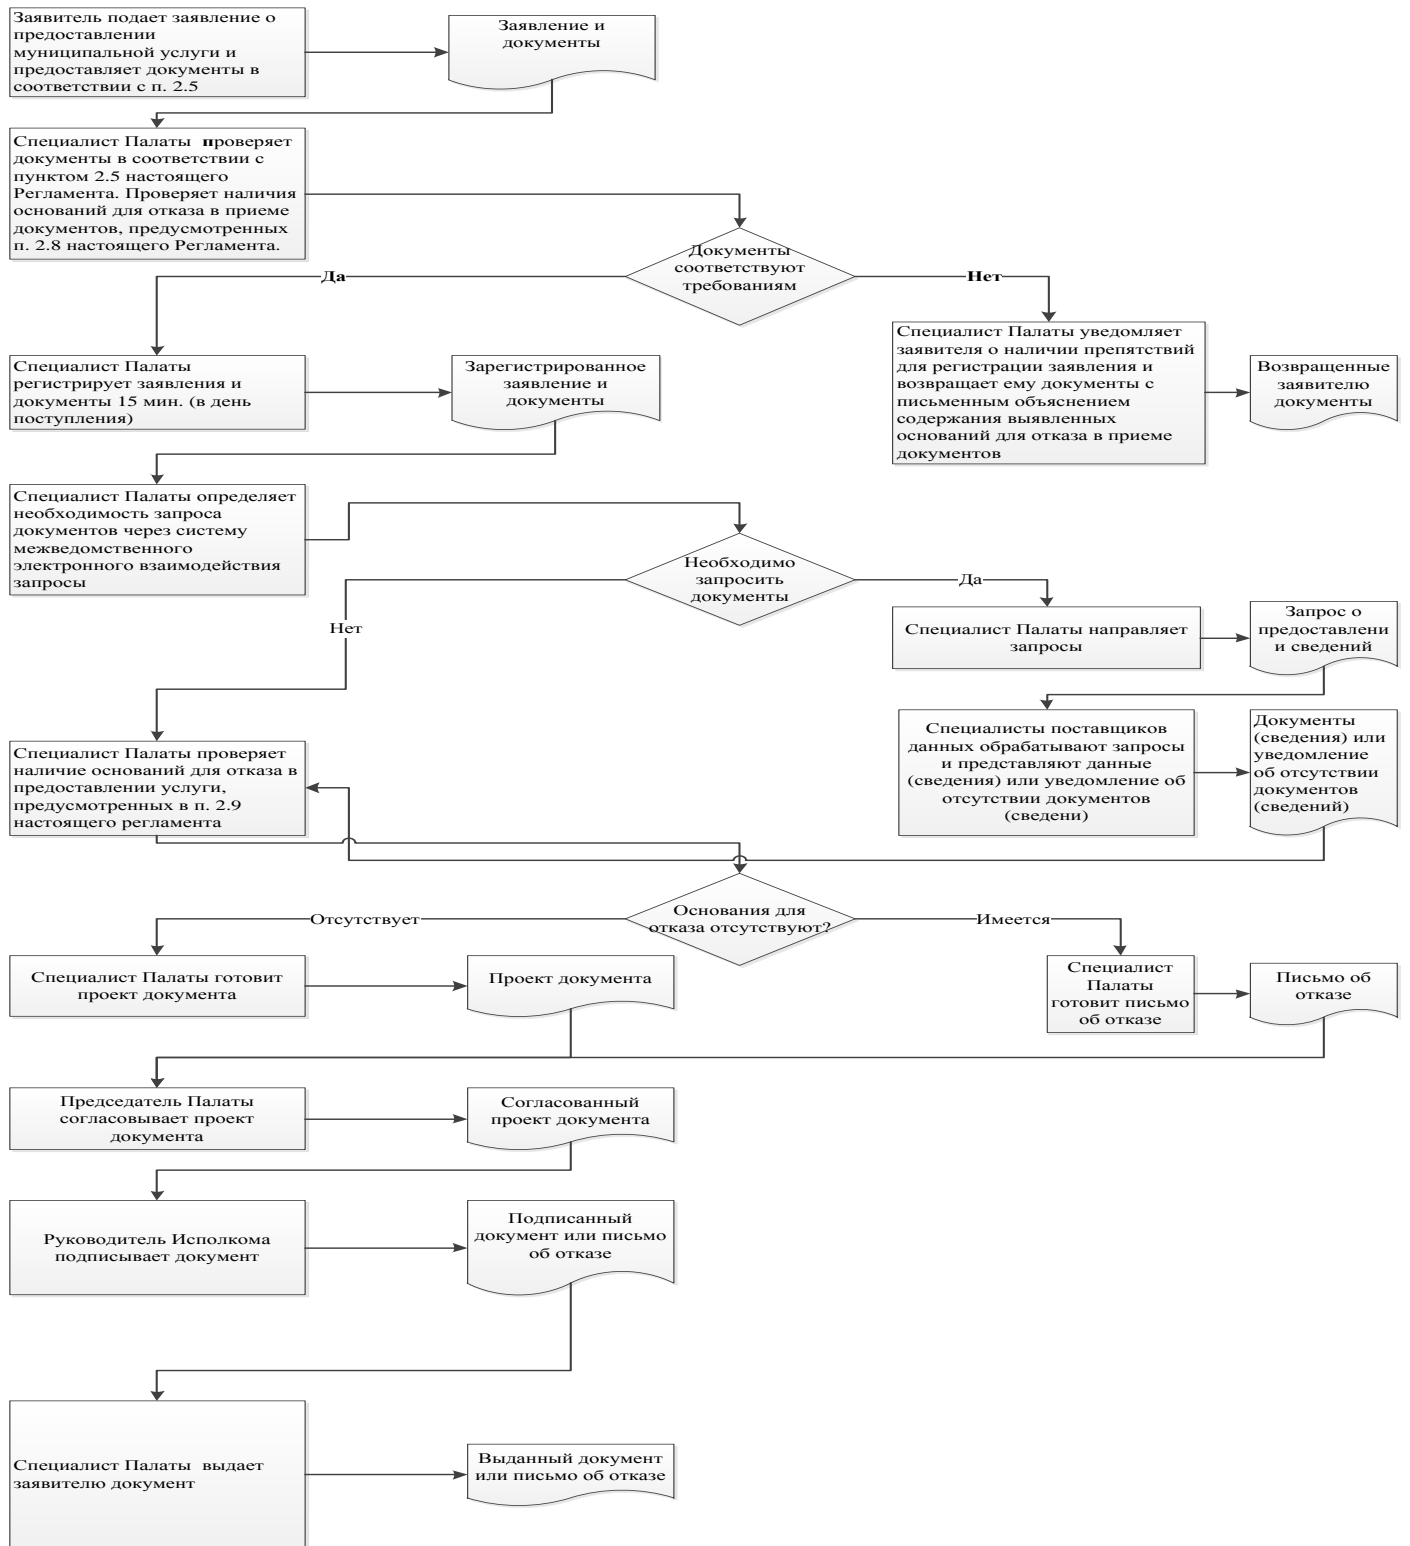 Заявитель подает заявление о
предоставлении
муниципальной услуги и
предоставляет документы в
соответствии с п. 2.5
Заявление и
документы
Специалист Палаты проверяет
документы в соответствии с
пунктом 2.5 настоящего
Регламента. Проверяет наличия
оснований для отказа в приеме
документов, предусмотренных
п. 2.8 настоящего Регламента.
Документы
соответствуют
требованиям
Да
Нет
Специалист Палаты
регистрирует заявления и
документы 15 мин. (в день
поступления)
Зарегистрированное
заявление и
документы
Специалист Палаты уведомляет
заявителя о наличии препятствий
для регистрации заявления и
возвращает ему документы с
письменным объяснением
содержания выявленных
оснований для отказа в приеме
документов
Возвращенные
заявителю
документы
Специалист Палаты определяет
необходимость запроса
документов через систему
межведомственного
электронного взаимодействия
запросы
Необходимо
запросить
документы
Да
Нет
Специалист Палаты направляет
запросы
Запрос о
предоставлени
и сведений
Специалисты поставщиков
данных обрабатывают запросы
и представляют данные
(сведения) или уведомление об
отсутствии документов
(сведени)
Документы
(сведения) или
уведомление
об отсутствии
документов
(сведений)
Специалист Палаты проверяет
наличие оснований для отказа в
предоставлении услуги,
предусмотренных в п. 2.9
настоящего регламента
Основания для
отказа отсутствуют?
Отсутствует
Имеется
Специалист Палаты готовит
проект документа
Проект документа
Специалист
Палаты
готовит письмо
об отказе
Письмо об
отказе
Председатель Палаты
согласовывает проект
документа
Согласованный
проект документа
Руководитель Исполкома
подписывает документ
Подписанный
документ или письмо
об отказе
Специалист Палаты выдает
заявителю документ
Выданный документ
или письмо об отказе